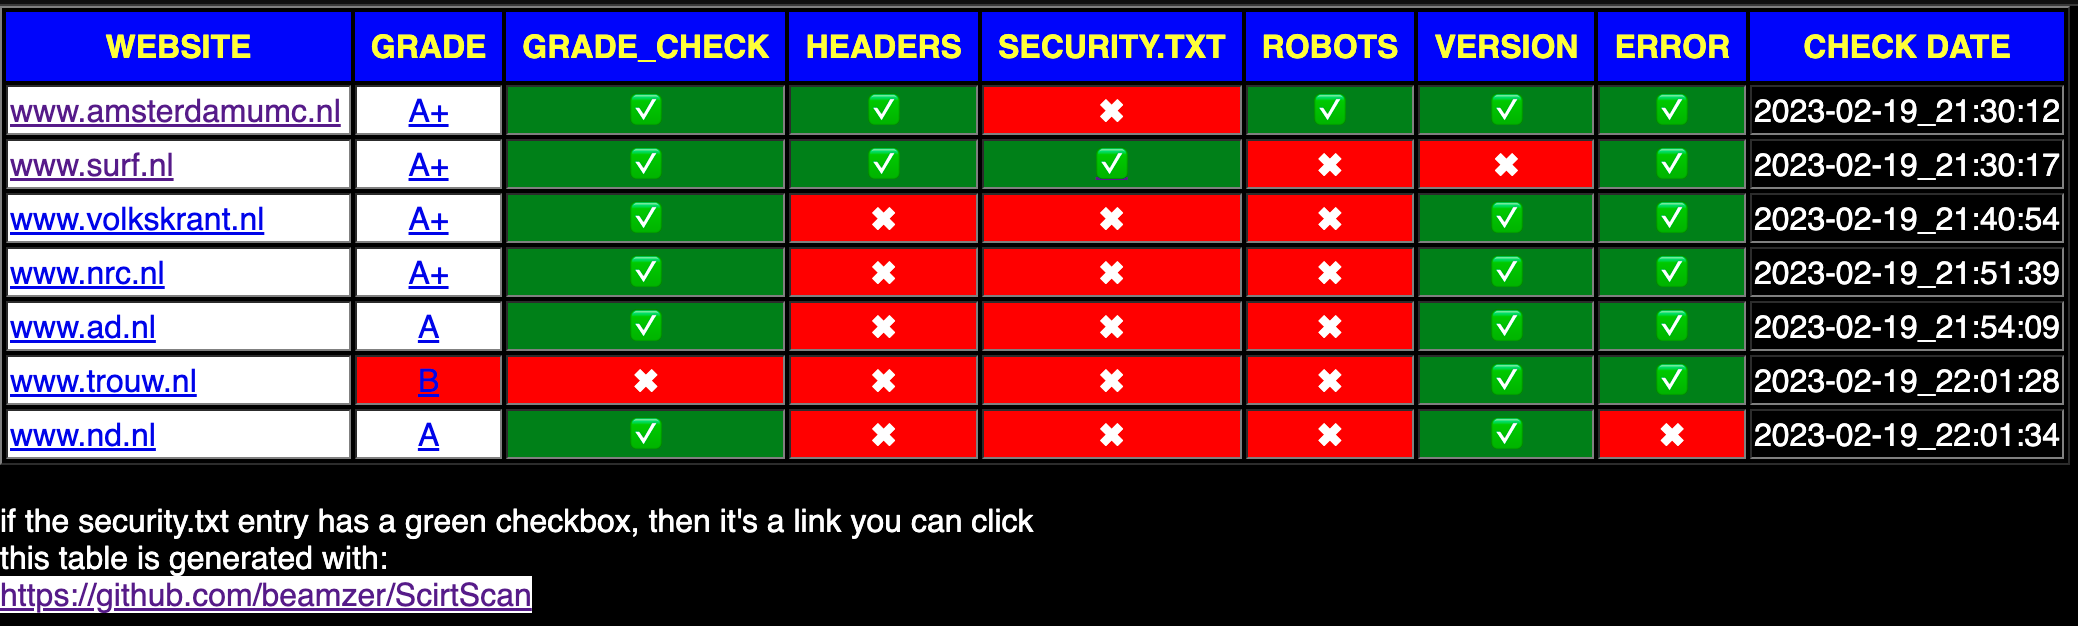 WEBSITE GRADE GRADE_CHECK HEADERS SECURITY.TXT ROBOTS VERSION ERROR CHECK DATE
www.amsterdamumc.nl A+ ✅ ✅ ✖ ✅ ✅ ✅ 2023-02-19_21:30:12
www.surf.nl A+ ✅ ✅ ✅ ✖ ✖ ✅ 2023-02-19_21:30:17
www.volkskrant.nl A+ ✅ ✖ ✖ ✖ ✅ ✅ 2023-02-19_21:40:54
www.nrc.nl A+ ✅ ✖ ✖ ✖ ✅ ✅ 2023-02-19_21:51:39
www.ad.nl A ✅ ✖ ✖ ✖ ✅ ✅ 2023-02-19_21:54:09
www.trouw.nl B ✖ ✖ ✖ ✖ ✅ ✅ 2023-02-19_22:01:28
www.nd.nl A ✅ ✖ ✖ ✖ ✅ ✖ 2023-02-19_22:01:34
if the security.txt entry has a green checkbox, then it's a link you can click
this table is generated with:
https://github.com/beamzer/ScirtScan